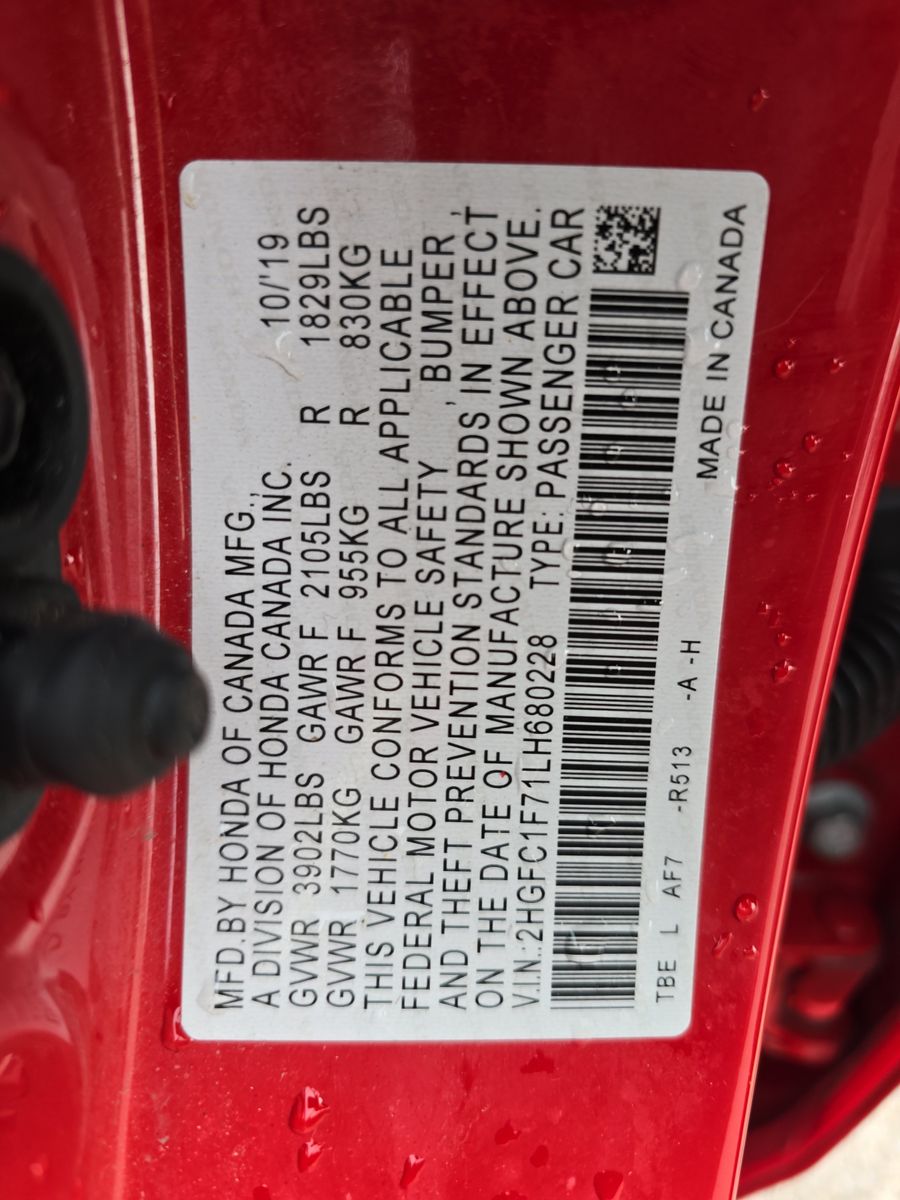 MFD.BY HONDA OF CANADA MFG., 10/'19
A DIVISION OF HONDA CANADA INC.
GVWR 3902LBS GAWR F 2105LBS R 1829LBS
GVWR 1770KG GAWR F 955KG R 830KG
THIS VEHICLE CONFORMS TO ALL APPLICABLE
FEDERAL MOTOR VEHICLE SAFETY , BUMPER ,
AND THEFT PREVENTION STANDARDS IN EFFECT
ON THE DATE OF MANUFACTURE SHOWN ABOVE.
V.I.N.:2HGFC1F71LH680228 TYPE: PASSENGER CAR
TBE L AF7 -R513 -A -H
MADE IN CANADA